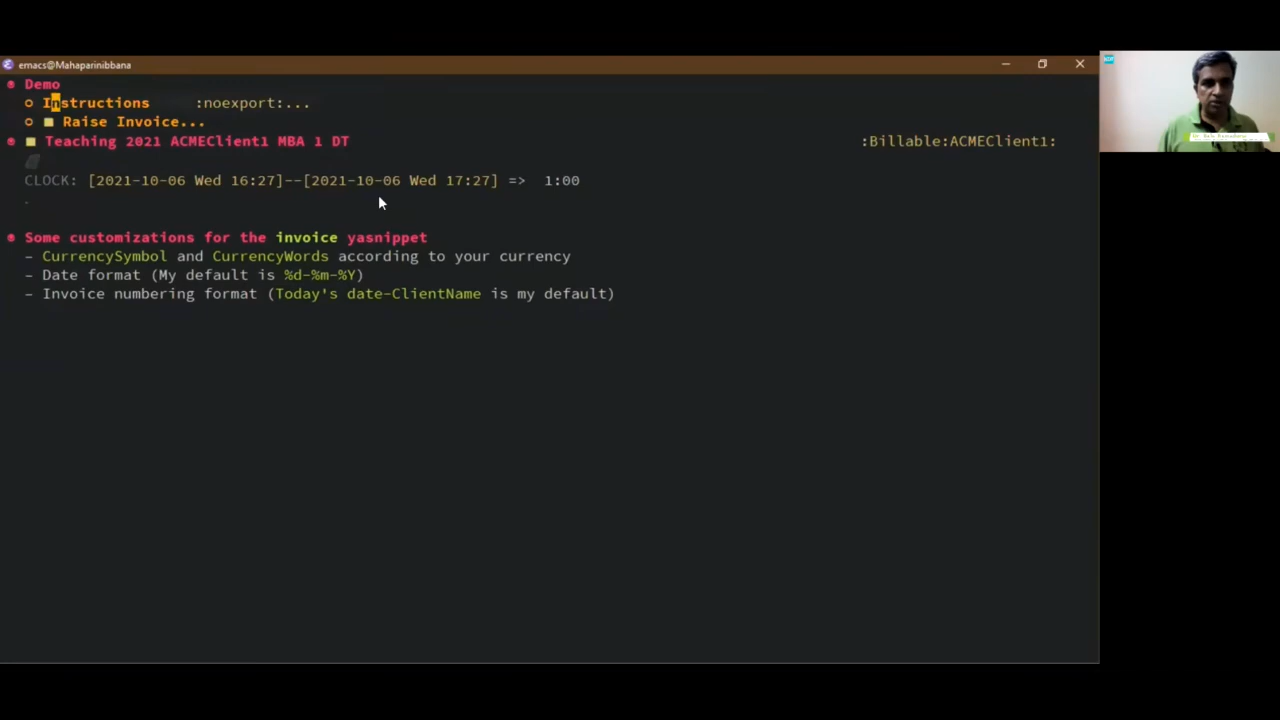 emacs@Mahaparinibbana
Demo
Instructions :noexport:...
Raise Invoice...
Teaching 2021 ACMEClient1 MBA 1 DT :Billable:ACMEClient1:
CLOCK: [2021-10-06 Wed 16:27]--[2021-10-06 Wed 17:27] => 1:00
Some customizations for the invoice yasnippet
– CurrencySymbol and CurrencyWords according to your currency
– Date format (My default is %d-%m-%Y)
– Invoice numbering format (Today's date-ClientName is my default)